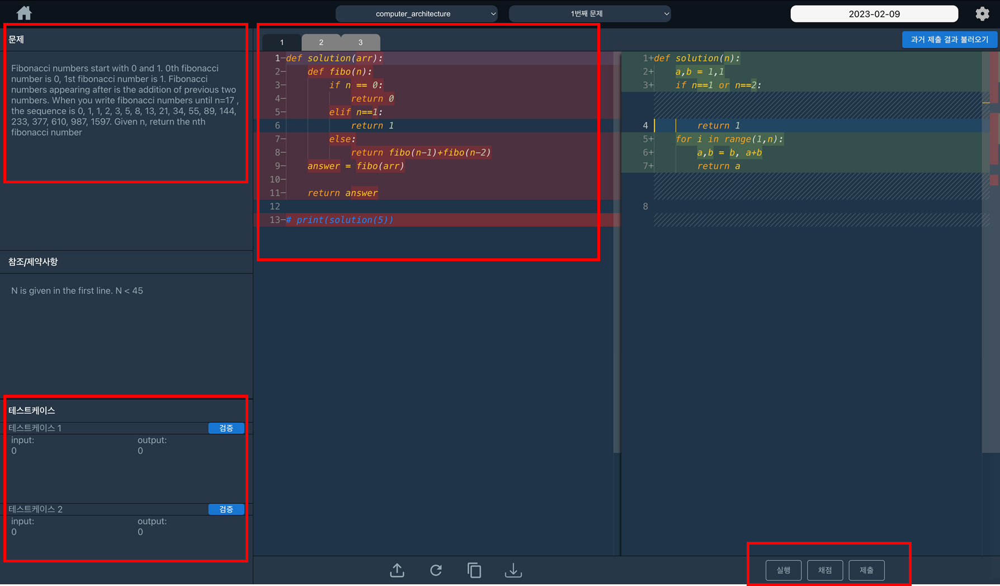 computer_architecture
1번째 문제
2023-02-09
문제
Fibonacci numbers start with 0 and 1. 0th fibonacci
number is 0, 1st fibonacci number is 1. Fibonacci
numbers appearing after is the addition of previous two
numbers. When you write fibonacci numbers until n=17 ,
the sequence is 0, 1, 1, 2, 3, 5, 8, 13, 21, 34, 55, 89, 144,
233, 377, 610, 987, 1597. Given n, return the nth
fibonacci number
참조/제약사항
N is given in the first line. N < 45
테스트케이스
테스트케이스 1
검증
input:
0
output:
0
테스트케이스 2
검증
input:
0
output:
0
1
2
3
과거 제출 결과 불러오기
1−def solution(arr):
2−    def fibo(n):
3−        if n == 0:
4−            return 0
5−        elif n==1:
6            return 1
7−        else:
8−            return fibo(n-1)+fibo(n-2)
9−    answer = fibo(arr)
10−
11−    return answer
12
13−# print(solution(5))
1+def solution(n):
2+    a,b = 1,1
3+    if n==1 or n==2:
4        return 1
5+    for i in range(1,n):
6+        a,b = b, a+b
7+        return a
8
실행
채점
제출